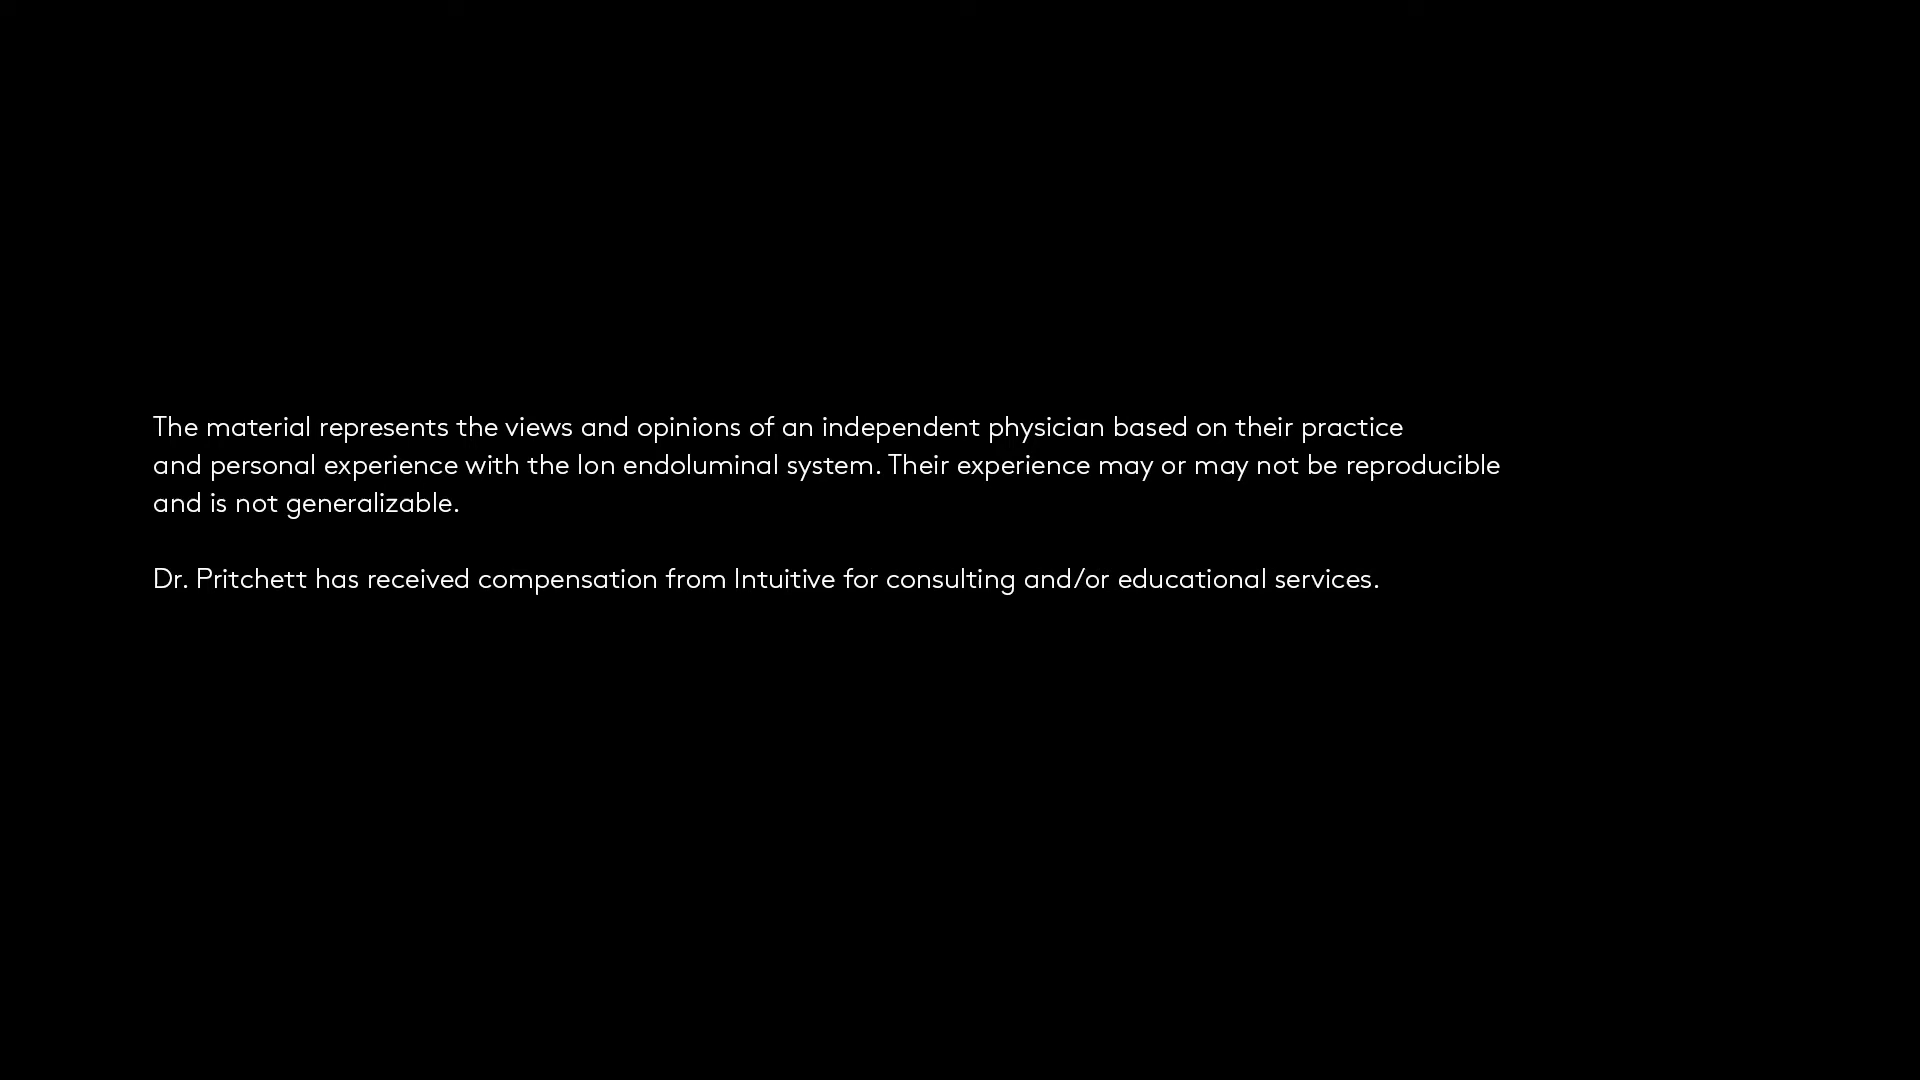 The material represents the views and opinions of an independent physician based on their practice
and personal experience with the Ion endoluminal system. Their experience may or may not be reproducible
and is not generalizable.
Dr. Pritchett has received compensation from Intuitive for consulting and/or educational services.